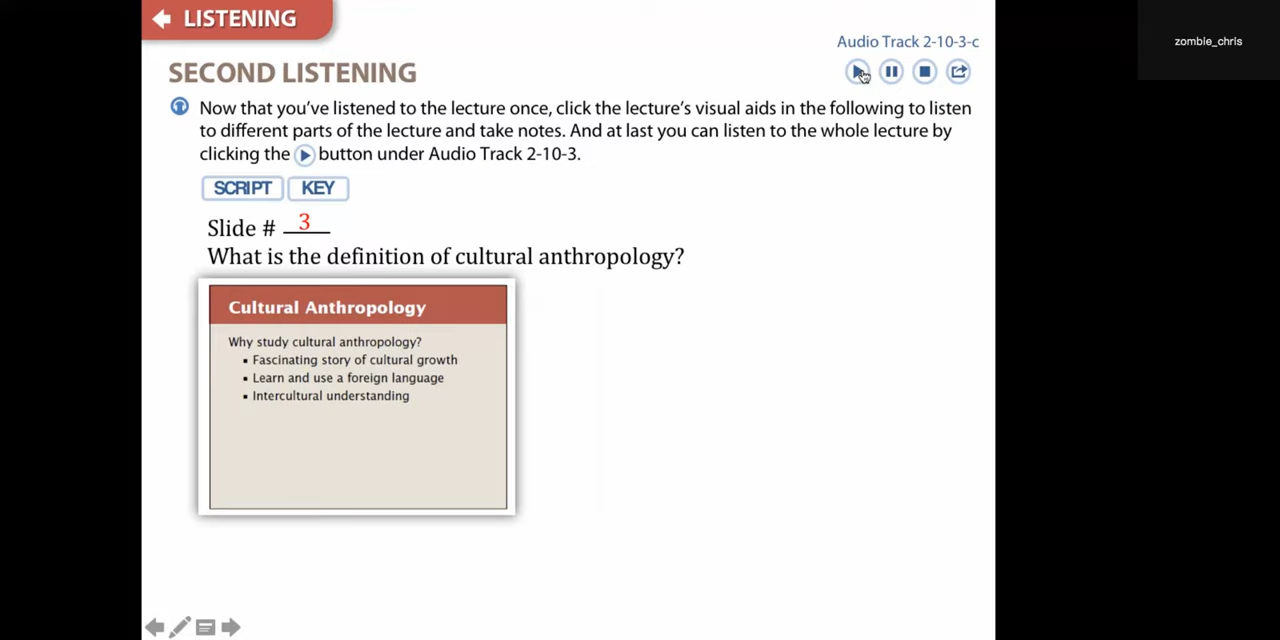 LISTENING
zombie_chris
Audio Track 2-10-3-c
SECOND LISTENING
Now that you've listened to the lecture once, click the lecture's visual aids in the following to listen
to different parts of the lecture and take notes. And at last you can listen to the whole lecture by
clicking the button under Audio Track 2-10-3.
SCRIPT KEY
Slide # 3
What is the definition of cultural anthropology?
Cultural Anthropology
Why study cultural anthropology?
▪ Fascinating story of cultural growth
▪ Learn and use a foreign language
▪ Intercultural understanding